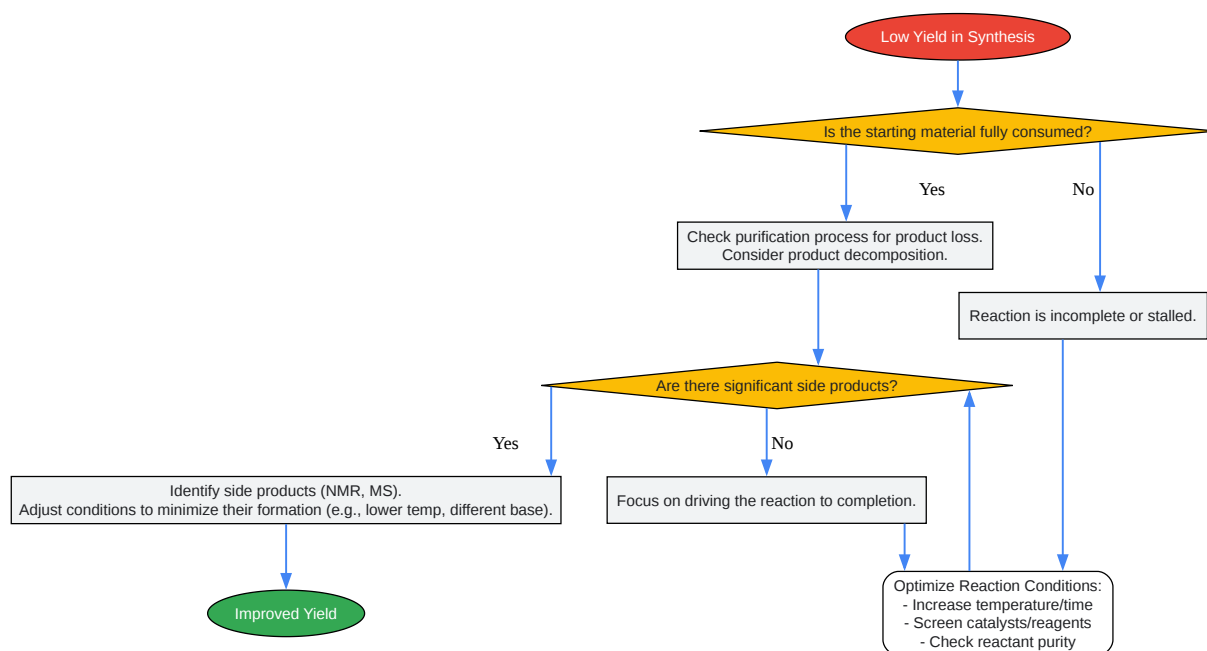 Low Yield in Synthesis
Is the starting material fully consumed?
Yes
No
Check purification process for product loss.
Consider product decomposition.
Reaction is incomplete or stalled.
Are there significant side products?
Yes
No
Identify side products (NMR, MS).
Adjust conditions to minimize their formation (e.g., lower temp, different base).
Focus on driving the reaction to completion.
Improved Yield
Optimize Reaction Conditions:
- Increase temperature/time
- Screen catalysts/reagents
- Check reactant purity